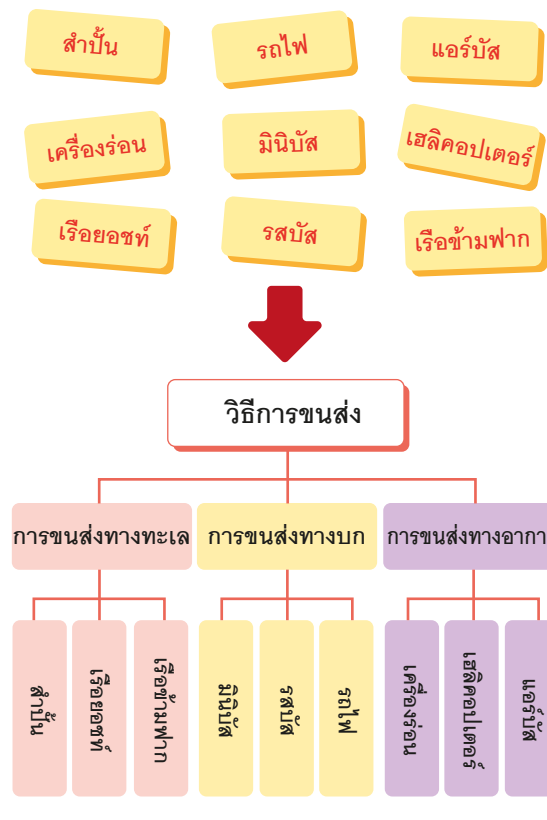 สำปั้น
รถไฟ
แอร์บัส
เครื่องร่อน
มินิบัส
เฮลิคอปเตอร์
เรือยอชท์
รสบัส
เรือข้ามฟาก
วิธีการขนส่ง
การขนส่งทางทะเล
การขนส่งทางบก
การขนส่งทางอากา
สำปั้น
เรือยอชท์
เรือข้ามฟาก
มินิบัส
รสบัส
รถไฟ
เครื่องร่อน
เฮลิคอปเตอร์
แอร์บัส